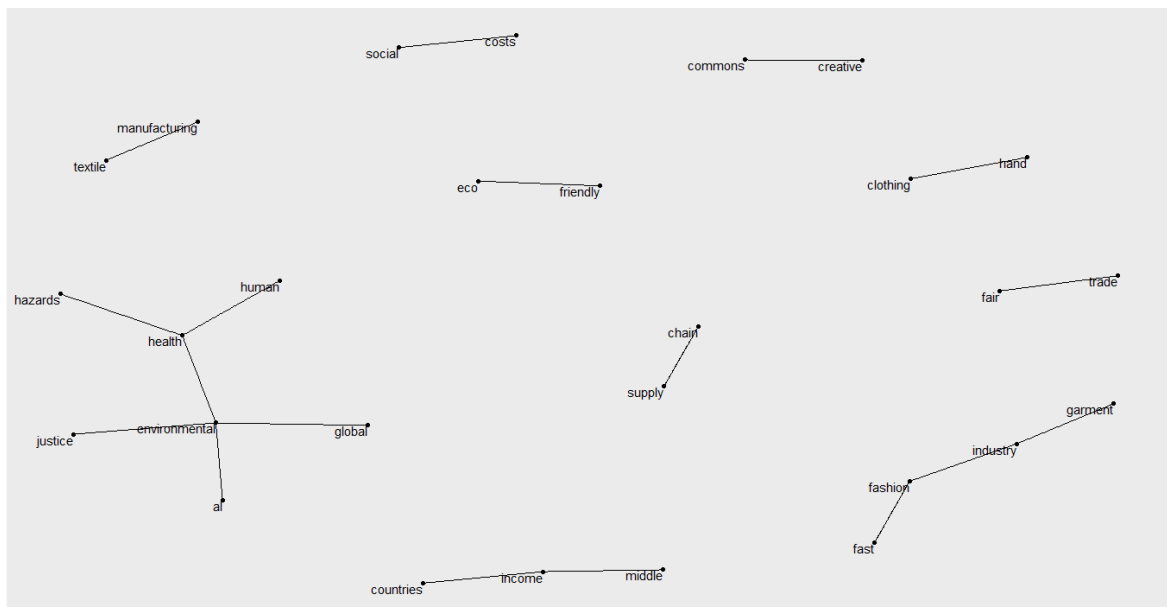 costs
social
commons
creative
manufacturing
textile
hand
clothing
eco
friendly
trade
human
fair
hazards
chain
health
supply
garment
environmental
global
justice
industry
fashion
al
fast
middle
income
countries